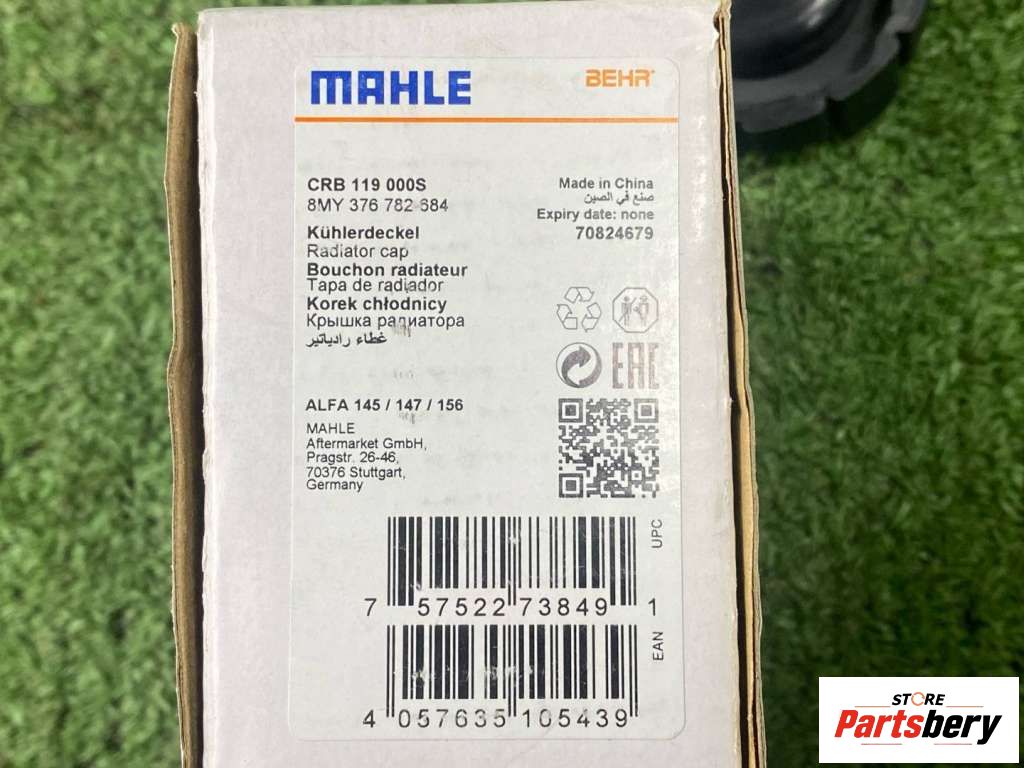 MAHLE
BEHR
CRB 119 000S
8MY 376 782-684
Kühlerdeckel
Radiator cap
Bouchon radiateur
Tapa de radiador
Korek chłodnicy
Крышка радиатора
غطاء رادياتير
Made in China
صنع في الصين
Expiry date: none
70824679
EAC
ALFA 145 / 147 / 156
MAHLE
Aftermarket GmbH,
Pragstr. 26-46,
70376 Stuttgart,
Germany
UPC
7 57522 73849 1
EAN
4 057635 105439
STORE
Partsbery